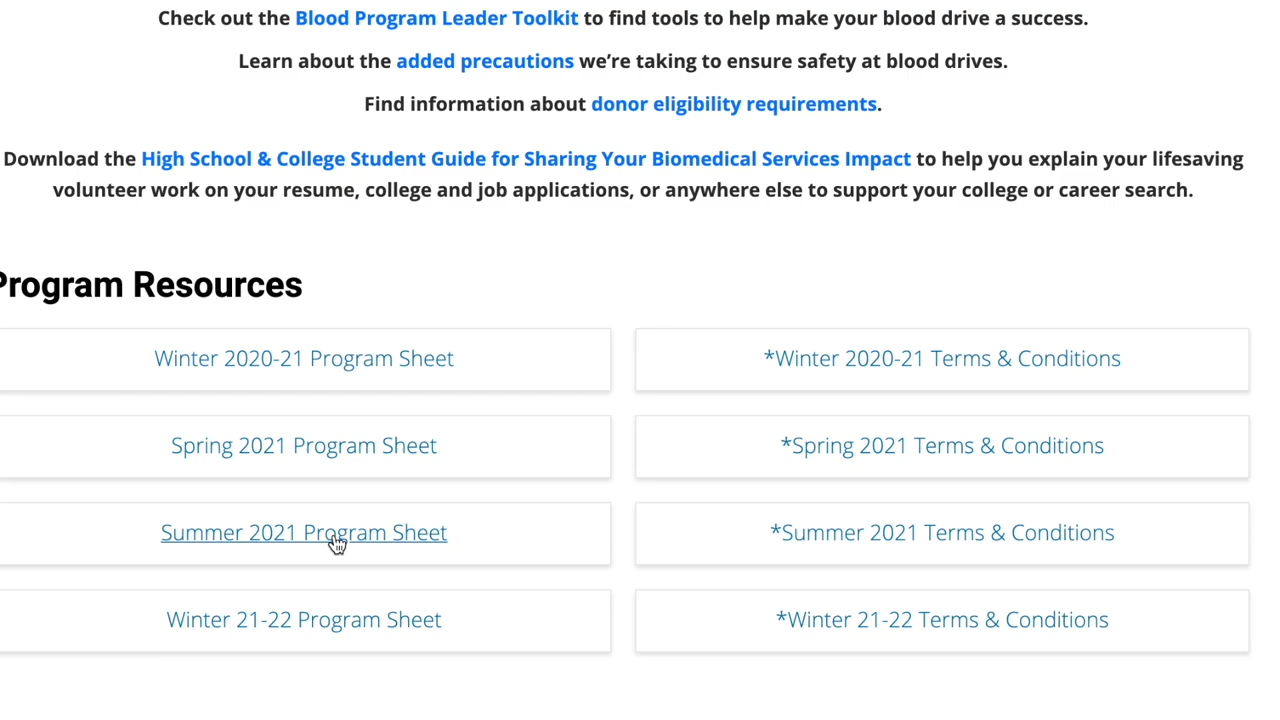 Check out the Blood Program Leader Toolkit to find tools to help make your blood drive a success.
Learn about the added precautions we’re taking to ensure safety at blood drives.
Find information about donor eligibility requirements.
Download the High School & College Student Guide for Sharing Your Biomedical Services Impact to help you explain your lifesaving
volunteer work on your resume, college and job applications, or anywhere else to support your college or career search.
Program Resources
Winter 2020-21 Program Sheet
*Winter 2020-21 Terms & Conditions
Spring 2021 Program Sheet
*Spring 2021 Terms & Conditions
Summer 2021 Program Sheet
*Summer 2021 Terms & Conditions
Winter 21-22 Program Sheet
*Winter 21-22 Terms & Conditions